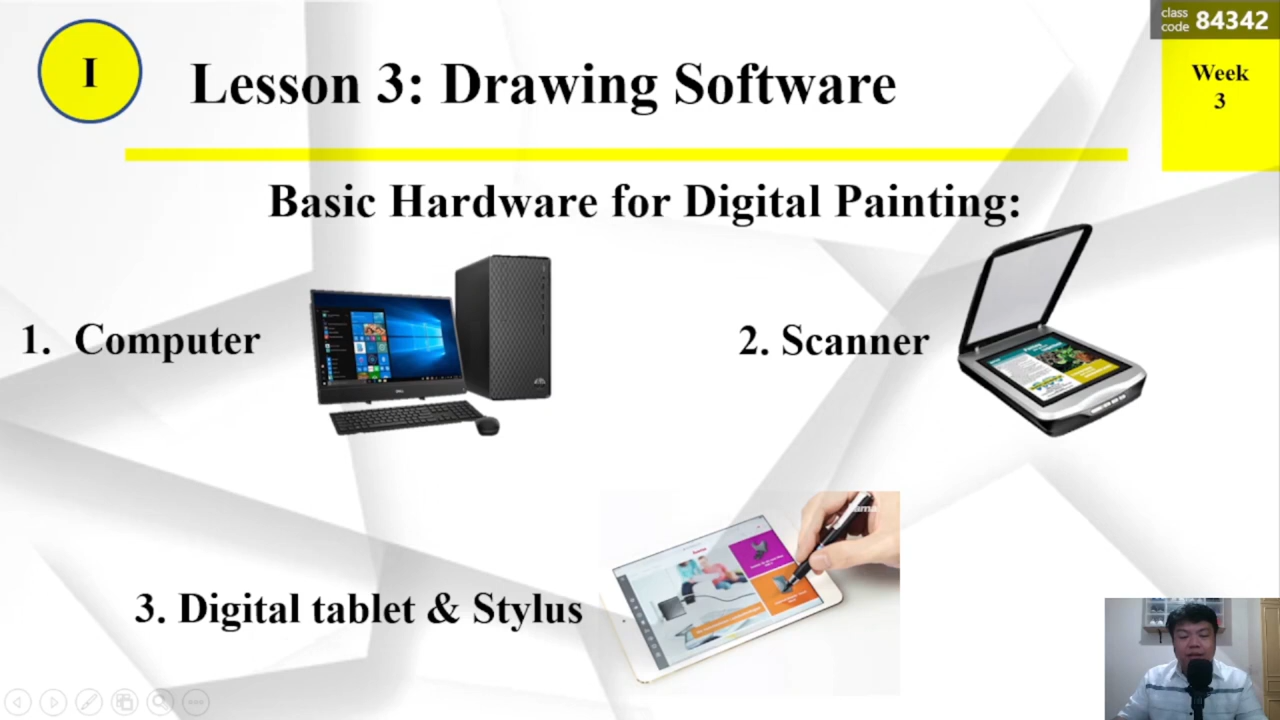 class
code 84342
I
Lesson 3: Drawing Software
Week
3
Basic Hardware for Digital Painting:
1. Computer
2. Scanner
3. Digital tablet & Stylus
hama